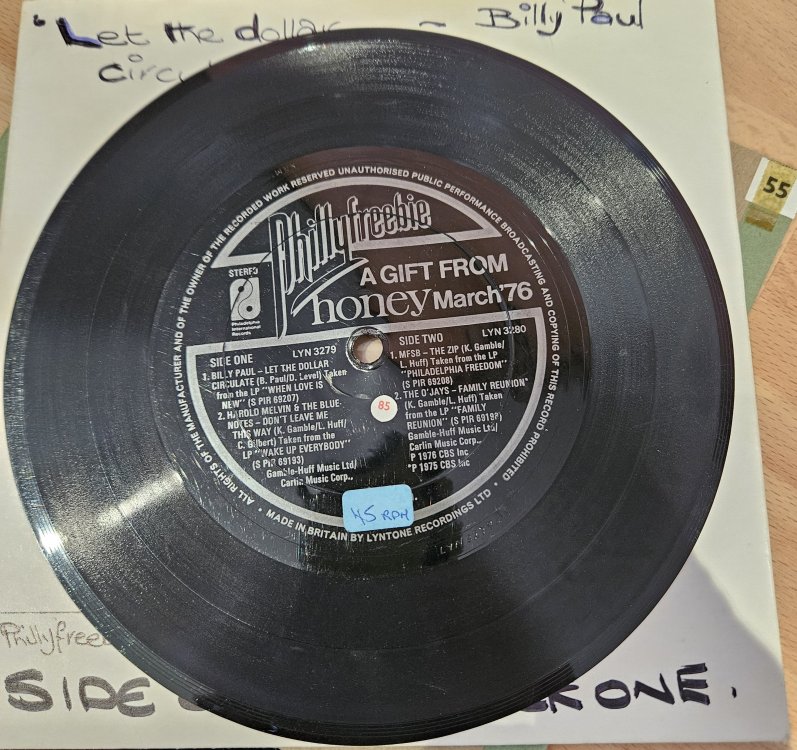 "Let the dollar - Billy Paul
circul
55
ALL RIGHTS OF THE MANUFACTURER AND OF THE OWNER OF THE RECORDED WORK RESERVED UNAUTHORISED PUBLIC PERFORMANCE BROADCASTING AND COPYING OF THIS RECORD PROHIBITED
Phillyfreebie
STEREO
A GIFT FROM
honey March'76
Philadelphia
International
Records
SIDE ONE LYN 3279
1. BILLY PAUL – LET THE DOLLAR
CIRCULATE (B. Paul/D. Level) Taken
from the LP "WHEN LOVE IS
NEW" (S PIR 69207)
2. HAROLD MELVIN & THE BLUE-
NOTES – DON'T LEAVE ME
THIS WAY (K. Gamble/L. Huff/
C. Gilbert) Taken from the
LP "WAKE UP EVERYBODY"
(S PIR 69193)
Gamble-Huff Music Ltd/
Carlin Music Corp.,
SIDE TWO LYN 3280
1. MFSB – THE ZIP (K. Gamble/
L. Huff) Taken from the LP
"PHILADELPHIA FREEDOM"
(S PIR 69208)
2. THE O'JAYS – FAMILY REUNION"
(K. Gamble/L. Huff) Taken
from the LP "FAMILY
REUNION"
Gamble-Huff Music Ltd/
Carlin Music Corp.,
P 1976 CBS Inc
*P 1975 CBS Inc
85
45 RPM
• MADE IN BRITAIN BY LYNTONE RECORDINGS LTD •
LYN
Phillyfree
SIDE
ONE.